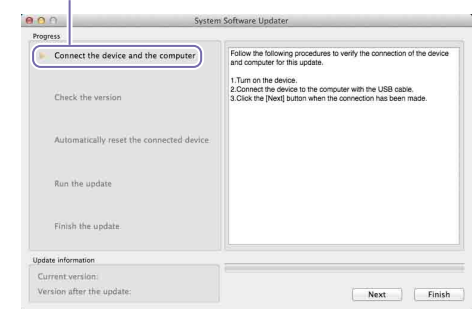 System Software Updater
Progress
Connect the device and the computer
Check the version
Automatically reset the connected device
Run the update
Finish the update
Follow the following procedures to verify the connection of the device
and computer for this update.
1.Turn on the device.
2.Connect the device to the computer with the USB cable.
3.Click the [Next] button when the connection has been made.
Update information
Current version:
Version after the update:
Next
Finish